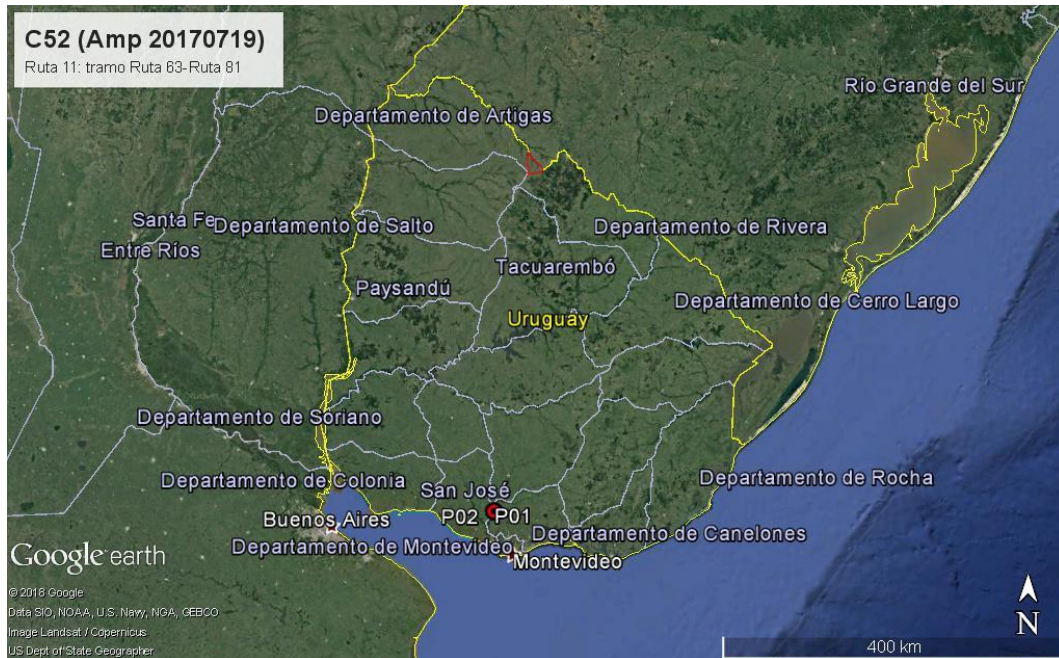 C52 (Amp 20170719)
Ruta 11: tramo Ruta 63-Ruta 81
Río Grande del Sur
Departamento de Artigas
Santa Fe
Departamento de Salto
Departamento de Rivera
Entre Ríos
Tacuarembó
Paysandú
Departamento de Cerro Largo
Uruguay
Departamento de Soriano
Departamento de Colonia
San José
Departamento de Rocha
Buenos Aires
P02
P01
Departamento de Canelones
Departamento de Montevideo
Montevideo
Google earth
© 2018 Google
Data SIO, NOAA, U.S. Navy, NGA, GEBCO
Image Landsat / Copernicus
US Dept of State Geographer
N
400 km